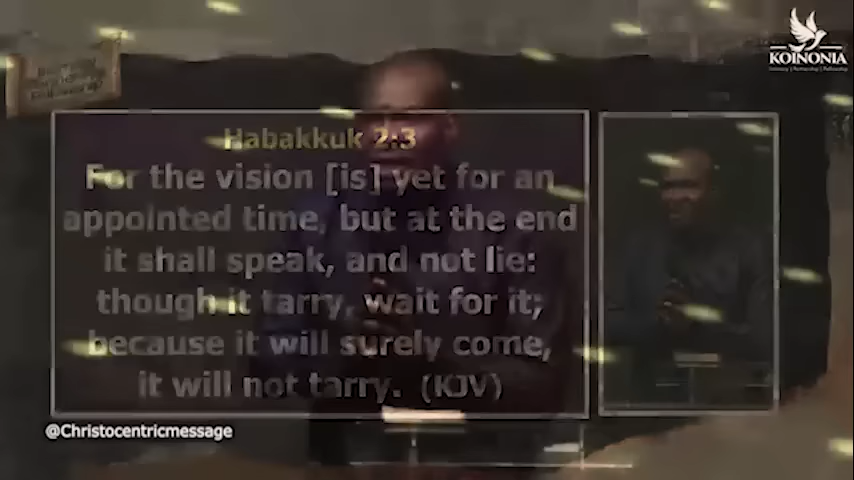 KOINONIA
Habakkuk 2:3
For the vision [is] yet for an
appointed time, but at the end
it shall speak, and not lie:
though it tarry, wait for it;
because it will surely come,
it will not tarry. (KJV)
@Christocentricmessage